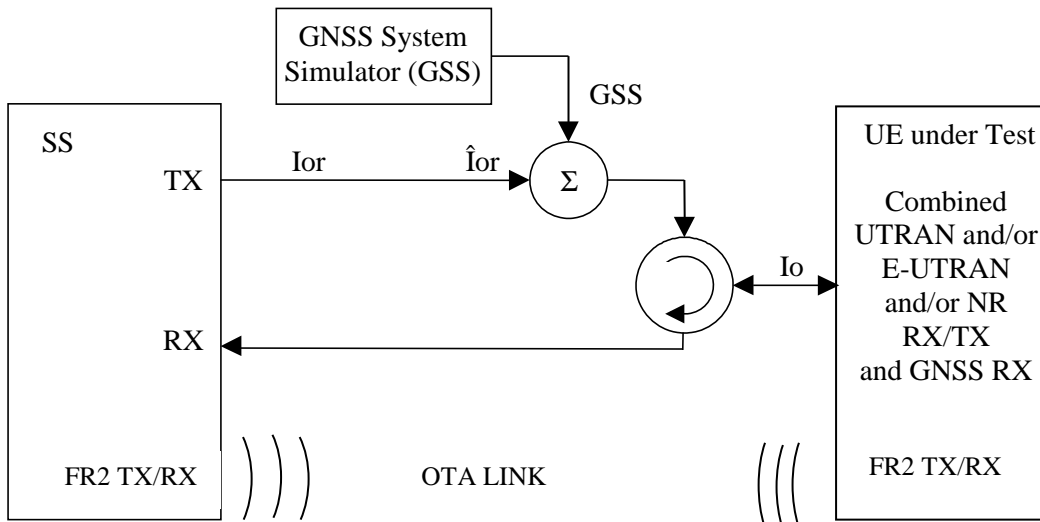 GNSS System
Simulator (GSS)
GSS
SS
TX
Ior
Îor
Σ
UE under Test
Combined
UTRAN and/or
E-UTRAN
and/or NR
RX/TX
and GNSS RX
Io
RX
FR2 TX/RX
OTA LINK
FR2 TX/RX